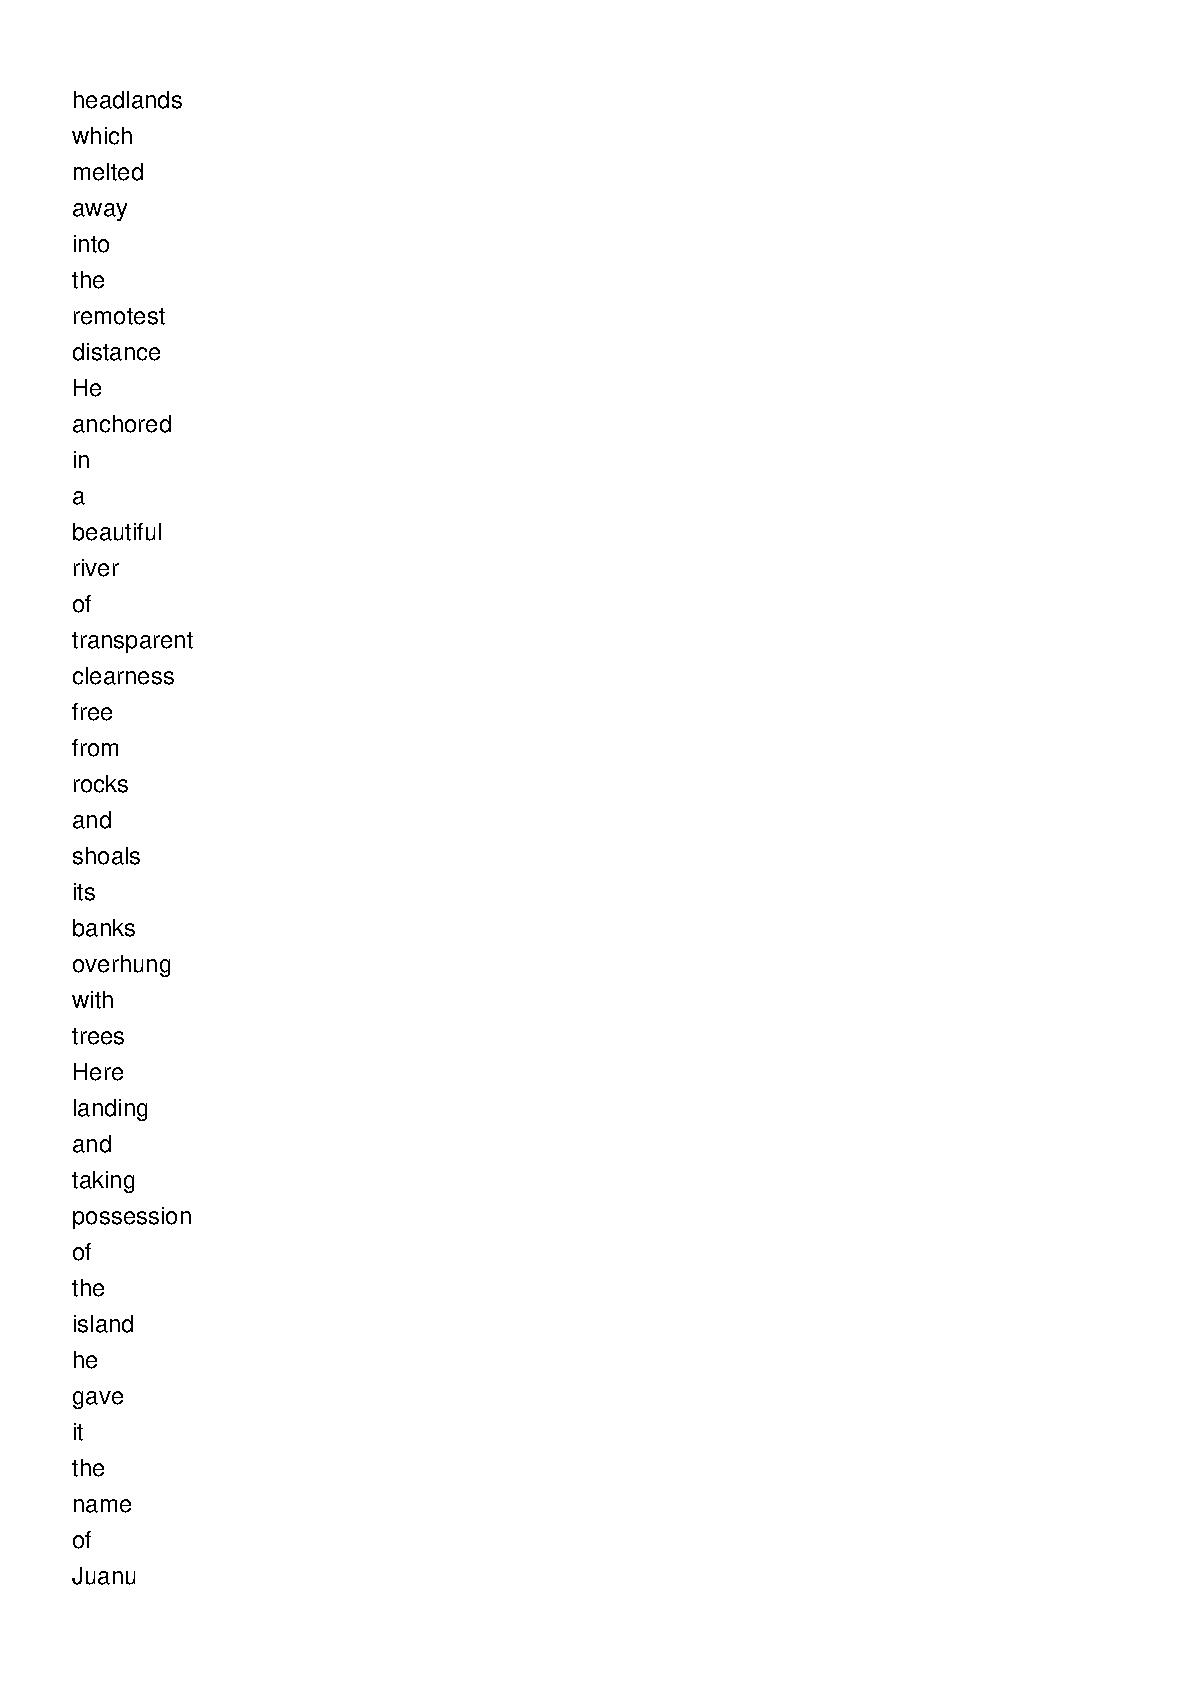 headlands
which
melted
away
into
the
remotest
distance
He
anchored
in
a
beautiful
river
of
transparent
clearness
free
from
rocks
and
shoals
its
banks
overhung
with
trees
Here
landing
and
taking
possession
of
the
island
he
gave
it
the
name
of
Juanu